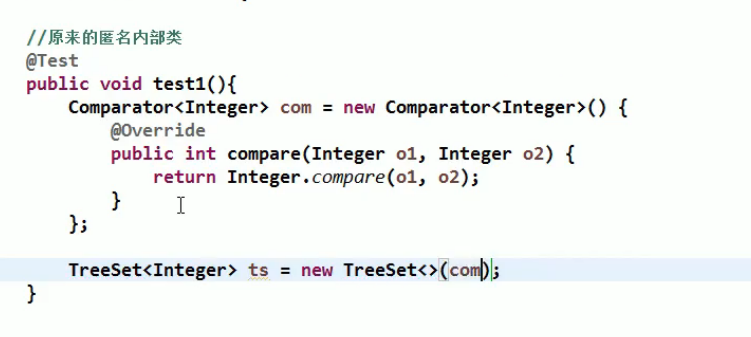 //原来的匿名内部类
@Test
public void test1(){
    Comparator<Integer> com = new Comparator<Integer>() {
        @Override
        public int compare(Integer o1, Integer o2) {
            return Integer.compare(o1, o2);
        }
    };
    TreeSet<Integer> ts = new TreeSet<>(com);
}